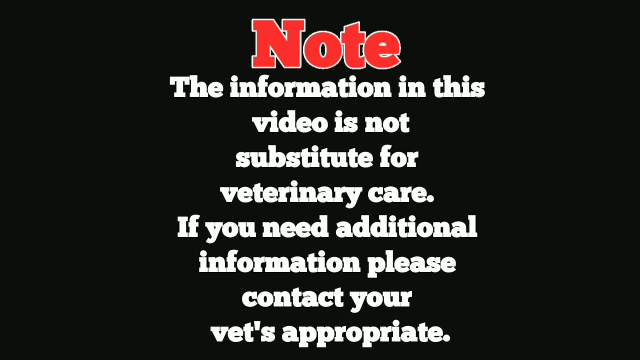 Note
The information in this
video is not
substitute for
veterinary care.
If you need additional
information please
contact your
vet's appropriate.